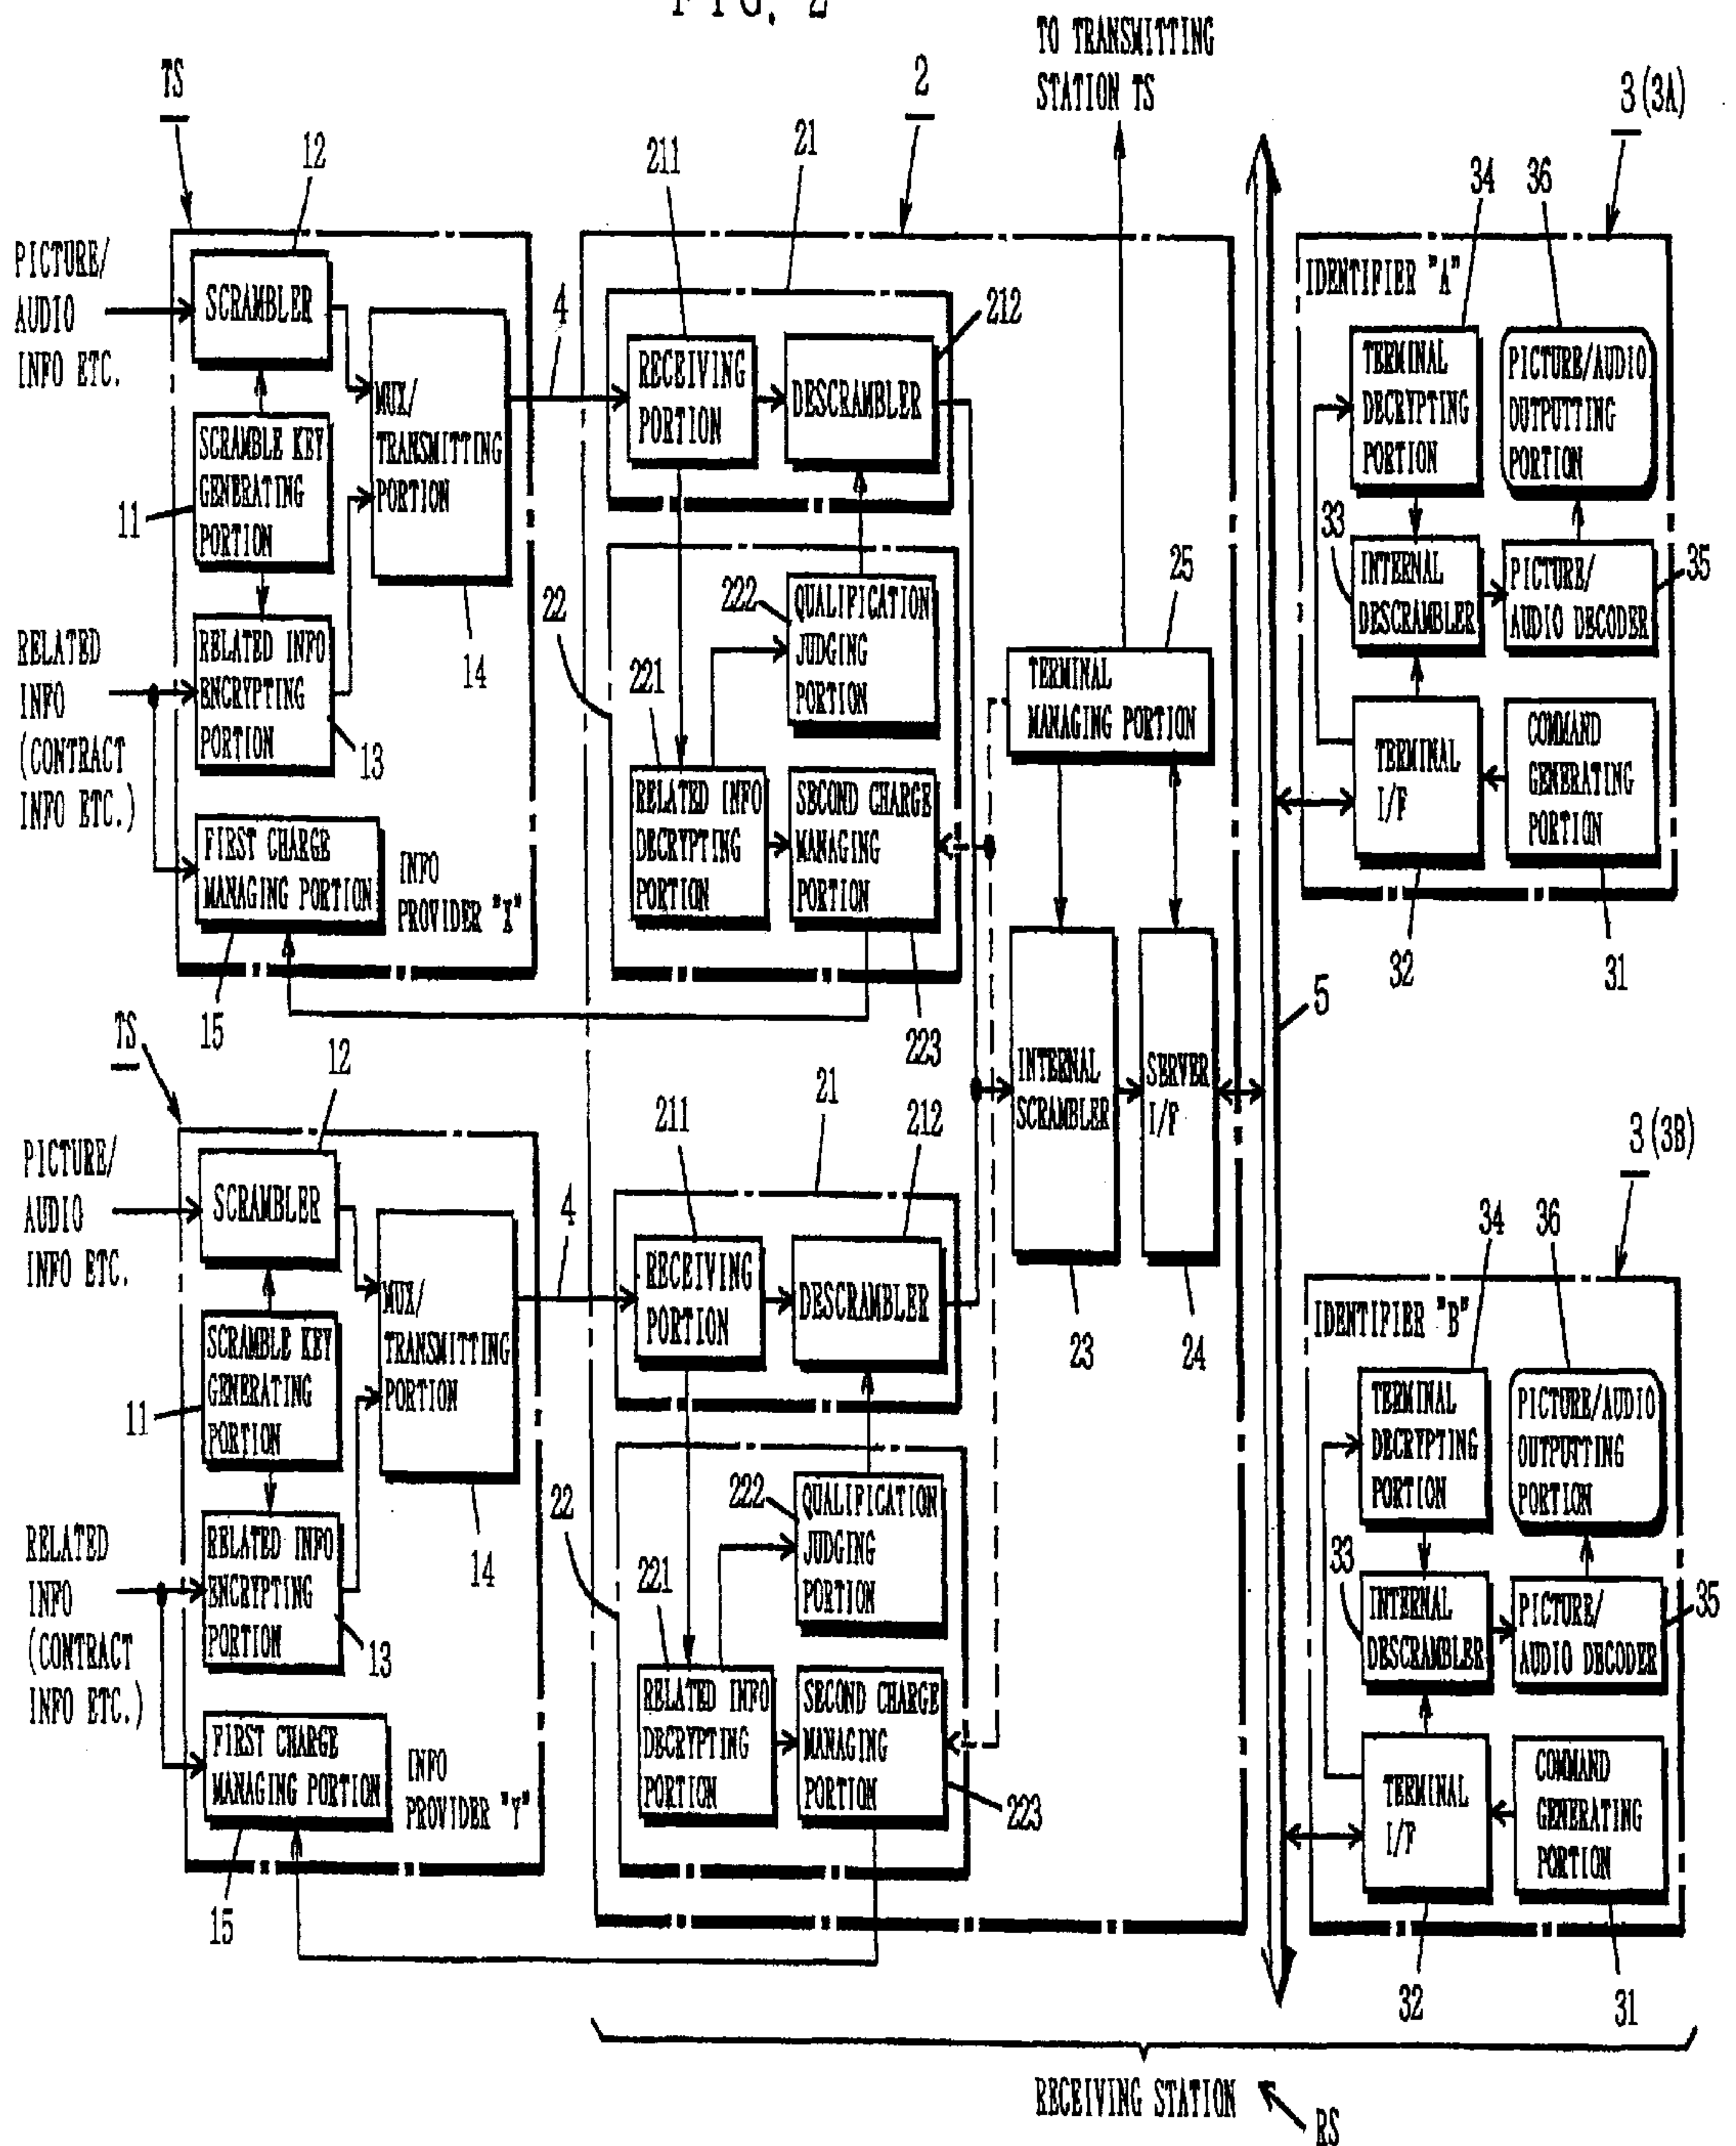 FIG. 2
TO TRANSMITTING
STATION TS
TS
2
3 (3A)
12
211
21
34
36
PICTURE/
AUDIO
INFO ETC.
SCRAMBLER
4
212
IDENTIFIER "A"
MUX/
TRANSMITTING
PORTION
RECEIVING
PORTION
DESCRAMBLER
TERMINAL
DECRYPTING
PORTION
PICTURE/AUDIO
OUTPUTTING
PORTION
SCRAMBLE KEY
GENERATING
PORTION
11
33
25
INTERNAL
DESCRAMBLER
PICTURE/
AUDIO DECODER
35
22
222
QUALIFICATION
JUDGING
PORTION
RELATED
INFO
(CONTRACT
INFO ETC.)
RELATED INFO
ENCRYPTING
PORTION
14
13
221
TERMINAL
MANAGING PORTION
TERMINAL
I/F
COMMAND
GENERATING
PORTION
RELATED INFO
DECRYPTING
PORTION
SECOND CHARGE
MANAGING
PORTION
FIRST CHARGE
MANAGING PORTION
INFO
PROVIDER "X"
32
31
15
223
5
TS
12
INTERNAL
SCRAMBLER
SERVER
I/F
211
21
212
3 (3B)
PICTURE/
AUDIO
INFO ETC.
SCRAMBLER
4
34
36
MUX/
TRANSMITTING
PORTION
RECEIVING
PORTION
DESCRAMBLER
23
24
IDENTIFIER "B"
SCRAMBLE KEY
GENERATING
PORTION
11
TERMINAL
DECRYPTING
PORTION
PICTURE/AUDIO
OUTPUTTING
PORTION
22
222
QUALIFICATION
JUDGING
PORTION
RELATED
INFO
(CONTRACT
INFO ETC.)
RELATED INFO
ENCRYPTING
PORTION
14
13
221
33
INTERNAL
DESCRAMBLER
PICTURE/
AUDIO DECODER
35
RELATED INFO
DECRYPTING
PORTION
SECOND CHARGE
MANAGING
PORTION
FIRST CHARGE
MANAGING PORTION
INFO
PROVIDER "Y"
223
TERMINAL
I/F
COMMAND
GENERATING
PORTION
15
32
31
RECEIVING STATION
RS